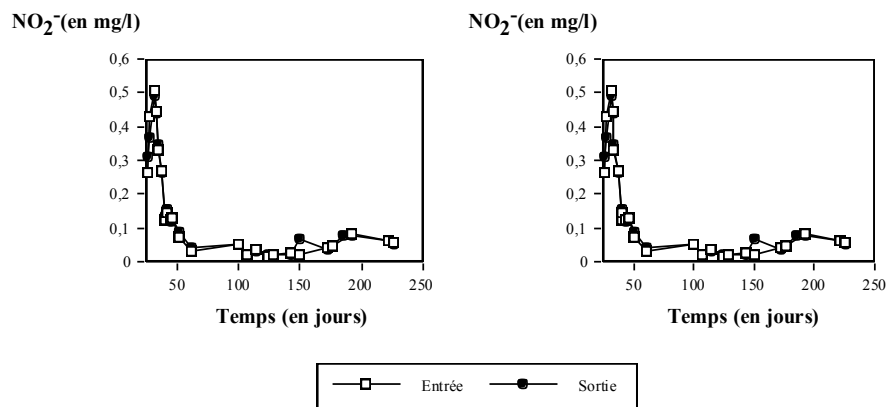 NO2-(en mg/l) NO2-(en mg/l)
0,6 0,6
0,5 0,5
0,4 0,4
0,3 0,3
0,2 0,2
0,1 0,1
0 0
50 100 150 200 250 50 100 150 200 250
Temps (en jours) Temps (en jours)
Entrée Sortie